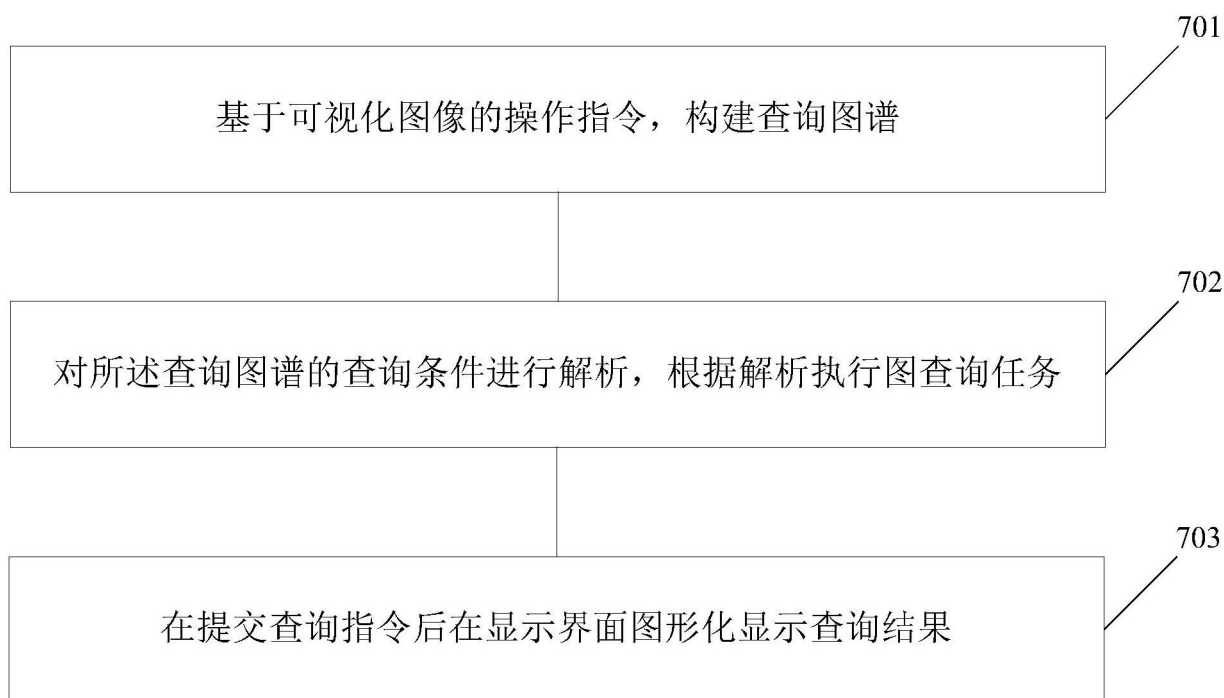 701
基于可视化图像的操作指令，构建查询图谱
702
对所述查询图谱的查询条件进行解析，根据解析执行图查询任务
703
在提交查询指令后在显示界面图形化显示查询结果